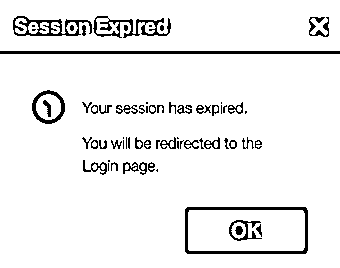 Session Expired
Your session has expired.
You will be redirected to the
Login page.
OK